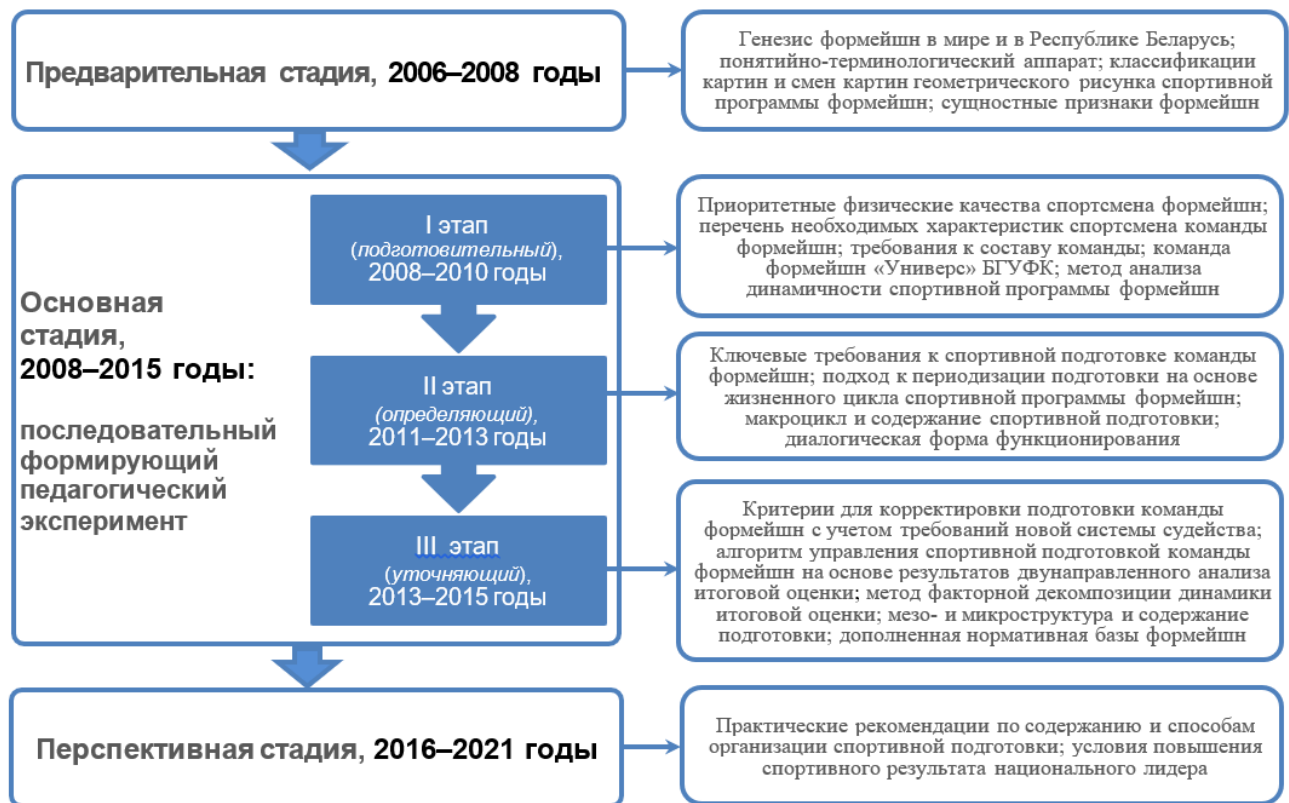 Предварительная стадия, 2006–2008 годы
Генезис формейшн в мире и в Республике Беларусь;
понятийно-терминологический аппарат; классификации
картин и смен картин геометрического рисунка спортивной
программы формейшн; сущностные признаки формейшн
Основная
стадия,
2008–2015 годы:
последовательный
формирующий
педагогический
эксперимент
I этап
(подготовительный),
2008–2010 годы
Приоритетные физические качества спортсмена формейшн;
перечень необходимых характеристик спортсмена команды
формейшн; требования к составу команды; команда
формейшн «Универс» БГУФК; метод анализа
динамичности спортивной программы формейшн
II этап
(определяющий),
2011–2013 годы
Ключевые требования к спортивной подготовке команды
формейшн; подход к периодизации подготовки на основе
жизненного цикла спортивной программы формейшн;
макроцикл и содержание спортивной подготовки;
диалогическая форма функционирования
III этап
(уточняющий),
2013–2015 годы
Критерии для корректировки подготовки команды
формейшн с учетом требований новой системы судейства;
алгоритм управления спортивной подготовкой команды
формейшн на основе результатов двунаправленного анализа
итоговой оценки; метод факторной декомпозиции динамики
итоговой оценки; мезо- и микроструктура и содержание
подготовки; дополненная нормативная базы формейшн
Перспективная стадия, 2016–2021 годы
Практические рекомендации по содержанию и способам
организации спортивной подготовки; условия повышения
спортивного результата национального лидера